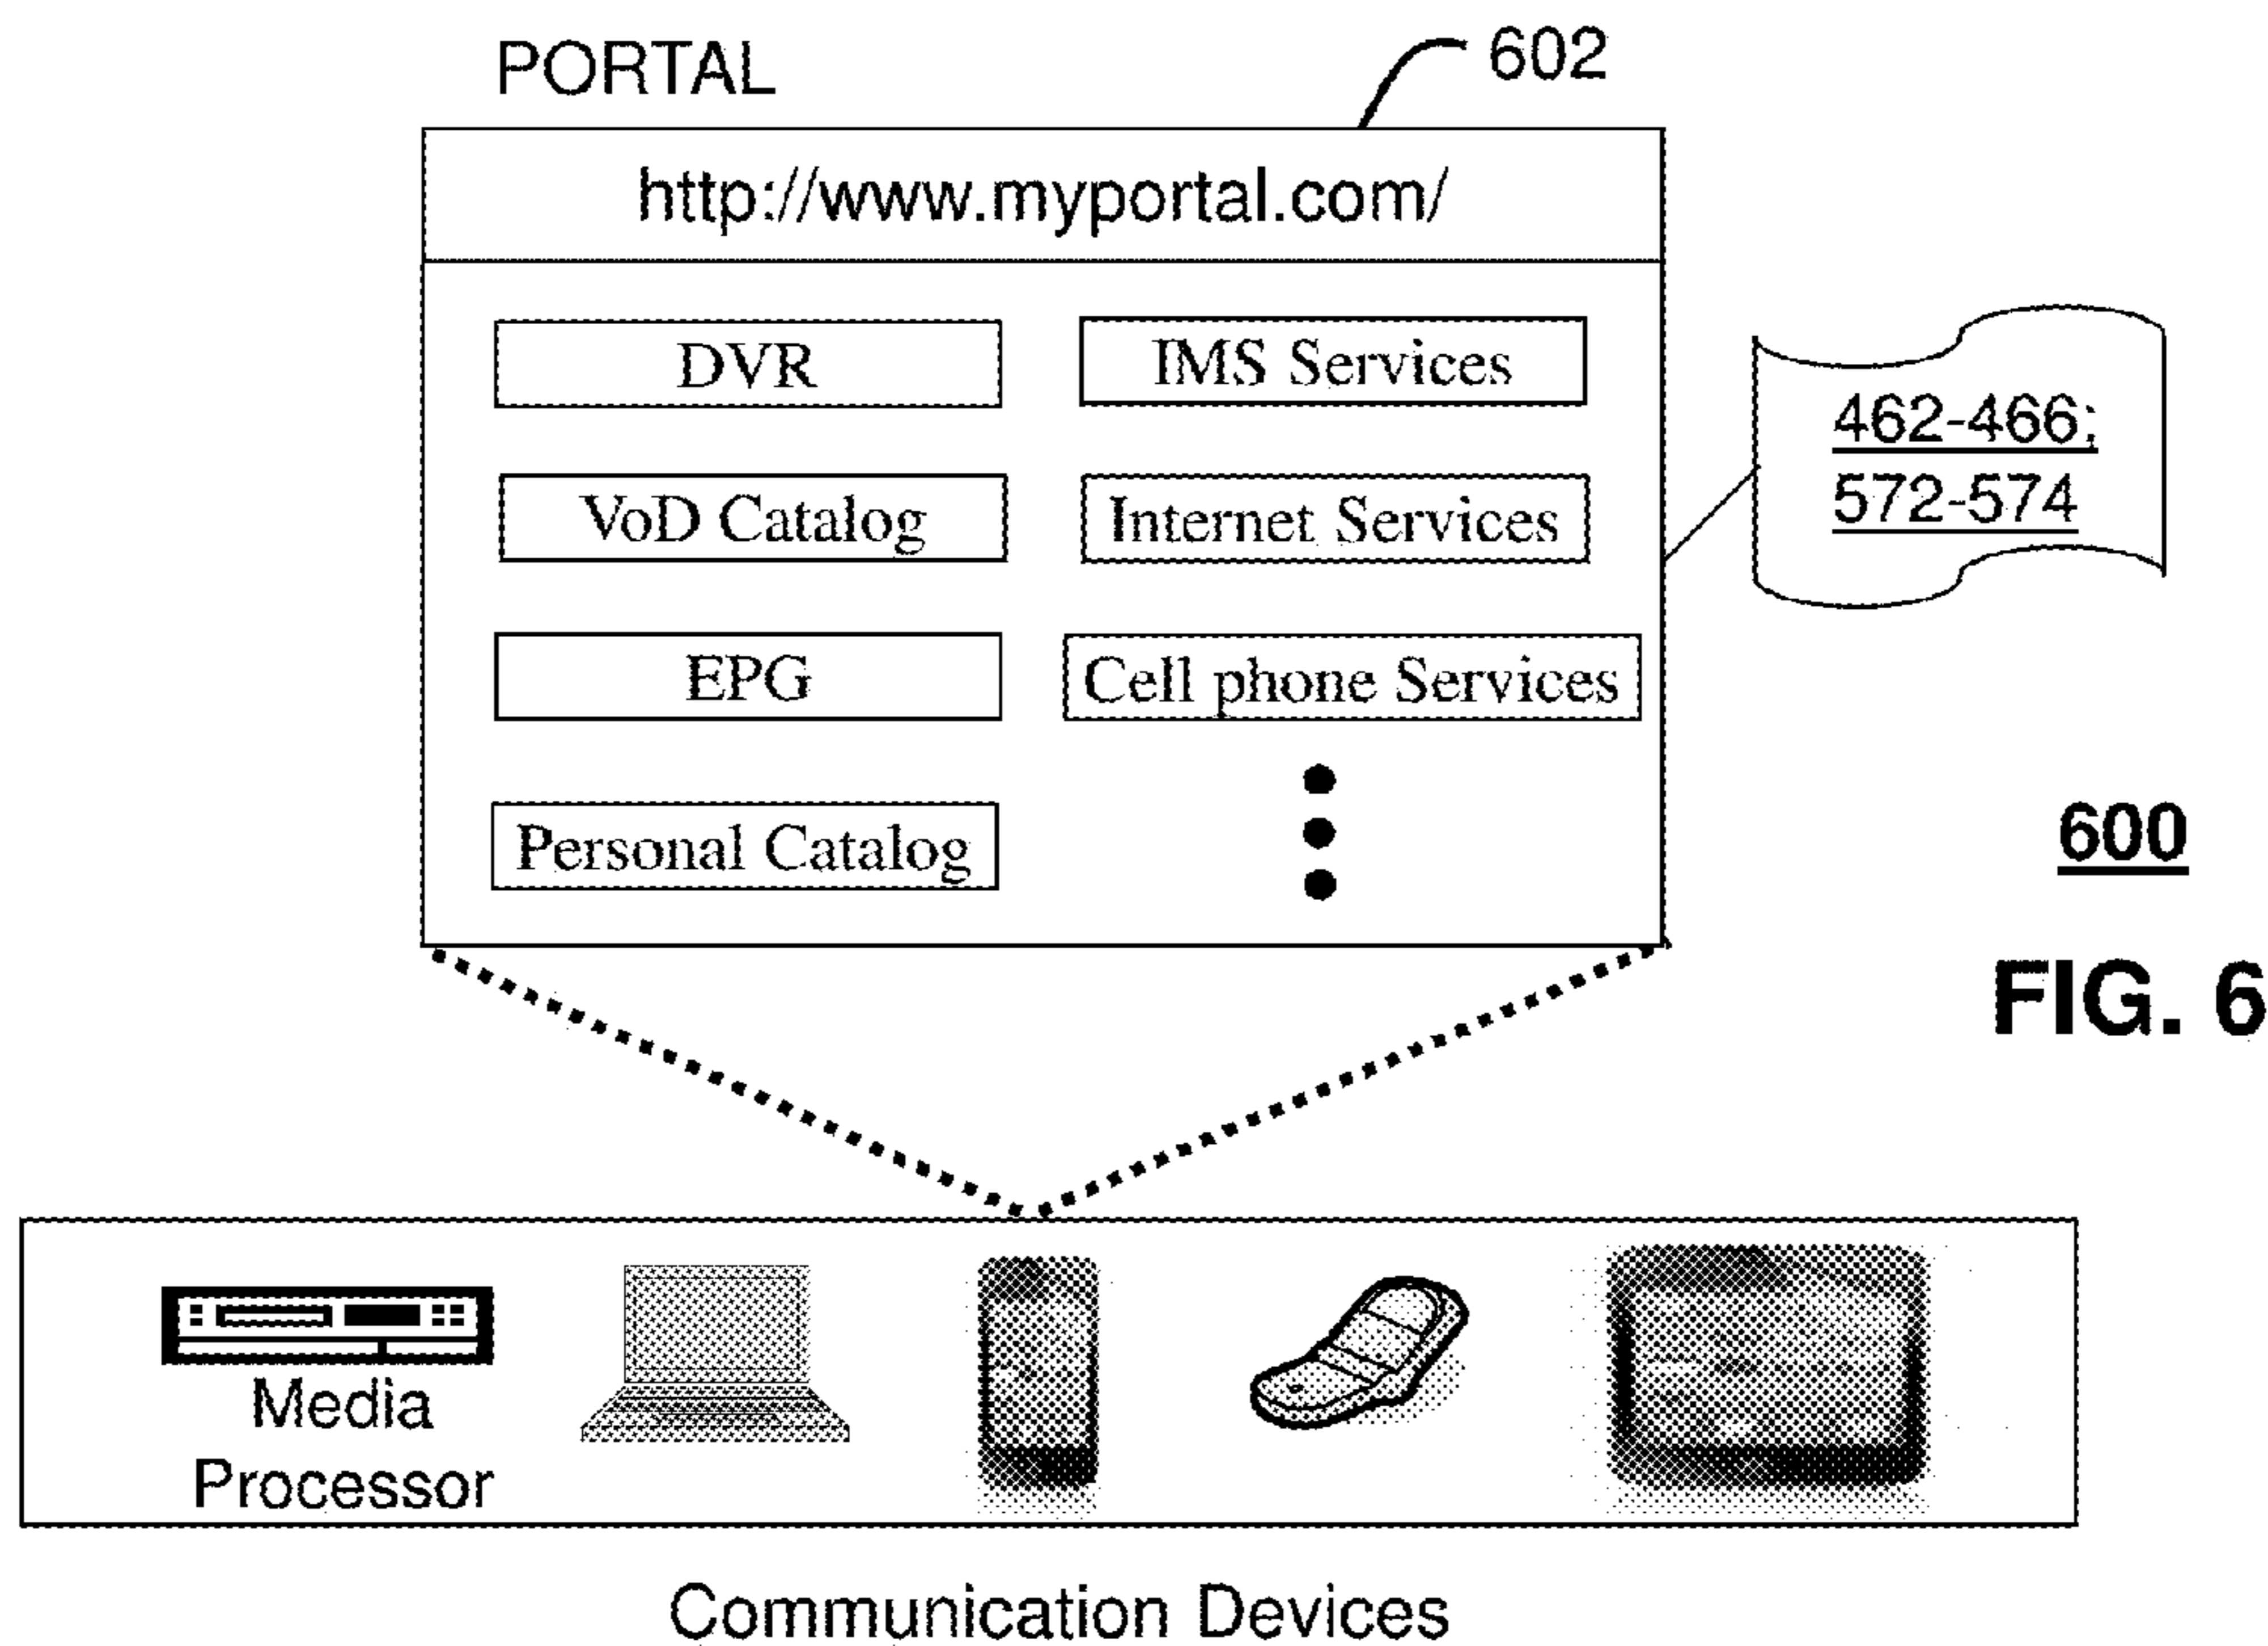 PORTAL
602
http://www.myportal.com/
DVR
IMS Services
VoD Catalog
Internet Services
EPG
Cell phone Services
Personal Catalog
462-466;
572-574
600
FIG. 6
Media
Processor
Communication Devices